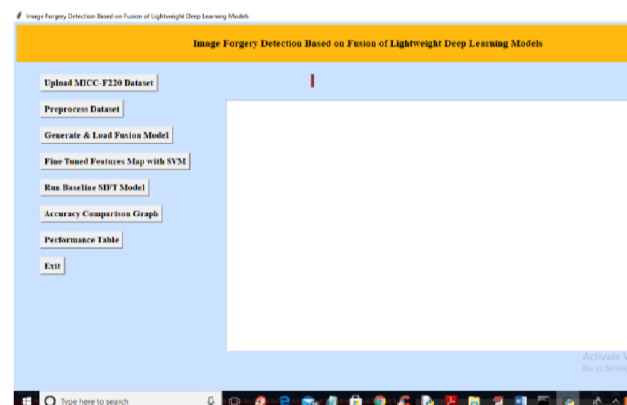 Image Forgery Detection Based on Fusion of Lightweight Deep Learning Models
Image Forgery Detection Based on Fusion of Lightweight Deep Learning Models
Upload MICC-F220 Dataset
Preprocess Dataset
Generate & Load Fusion Model
Fine Tuned Features Map with SVM
Run Baseline SIFT Model
Accuracy Comparison Graph
Performance Table
Exit
Activate
Go to
Type here to search